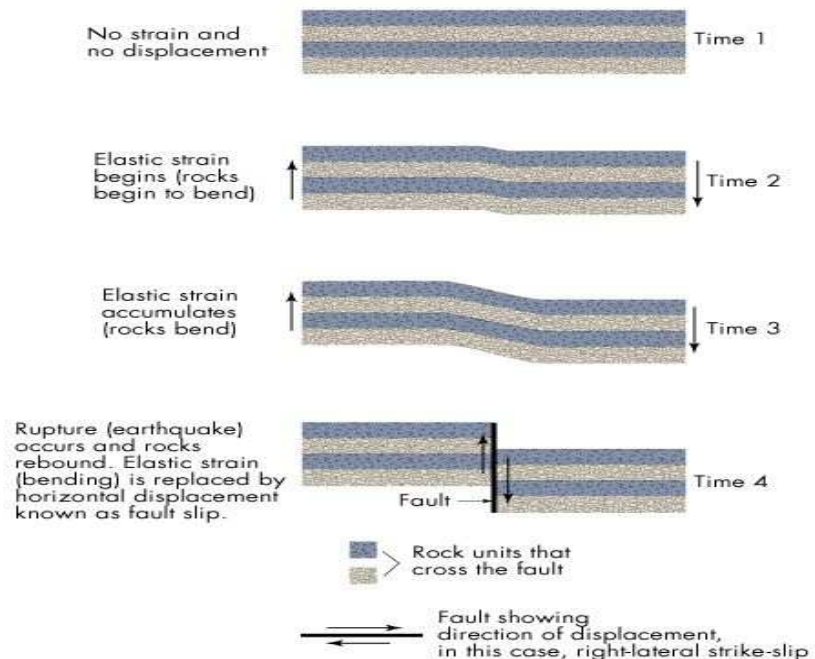 No strain and
no displacement
Time 1
Elastic strain
begins (rocks
begin to bend)
Time 2
Elastic strain
accumulates
(rocks bend)
Time 3
Rupture (earthquake)
occurs and rocks
rebound. Elastic strain
(bending) is replaced by
horizontal displacement
known as fault slip.
Fault
Time 4
Rock units that
cross the fault
Fault showing
direction of displacement,
in this case, right-lateral strike-slip